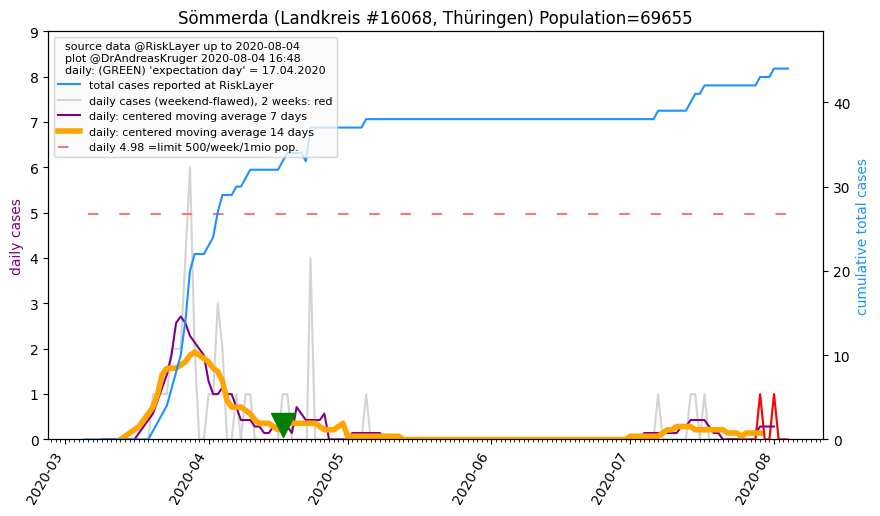 Sömmerda (Landkreis #16068, Thüringen) Population=69655
source data @RiskLayer up to 2020-08-04
plot @DrAndreasKruger 2020-08-04 16:48
daily: (GREEN) 'expectation day' = 17.04.2020
total cases reported at RiskLayer
daily cases (weekend-flawed), 2 weeks: red
daily: centered moving average 7 days
daily: centered moving average 14 days
daily 4.98 =limit 500/week/1mio pop.
daily cases
9
8
7
6
5
4
3
2
1
0
cumulative total cases
40
30
20
10
0
2020-03
2020-04
2020-05
2020-06
2020-07
2020-08